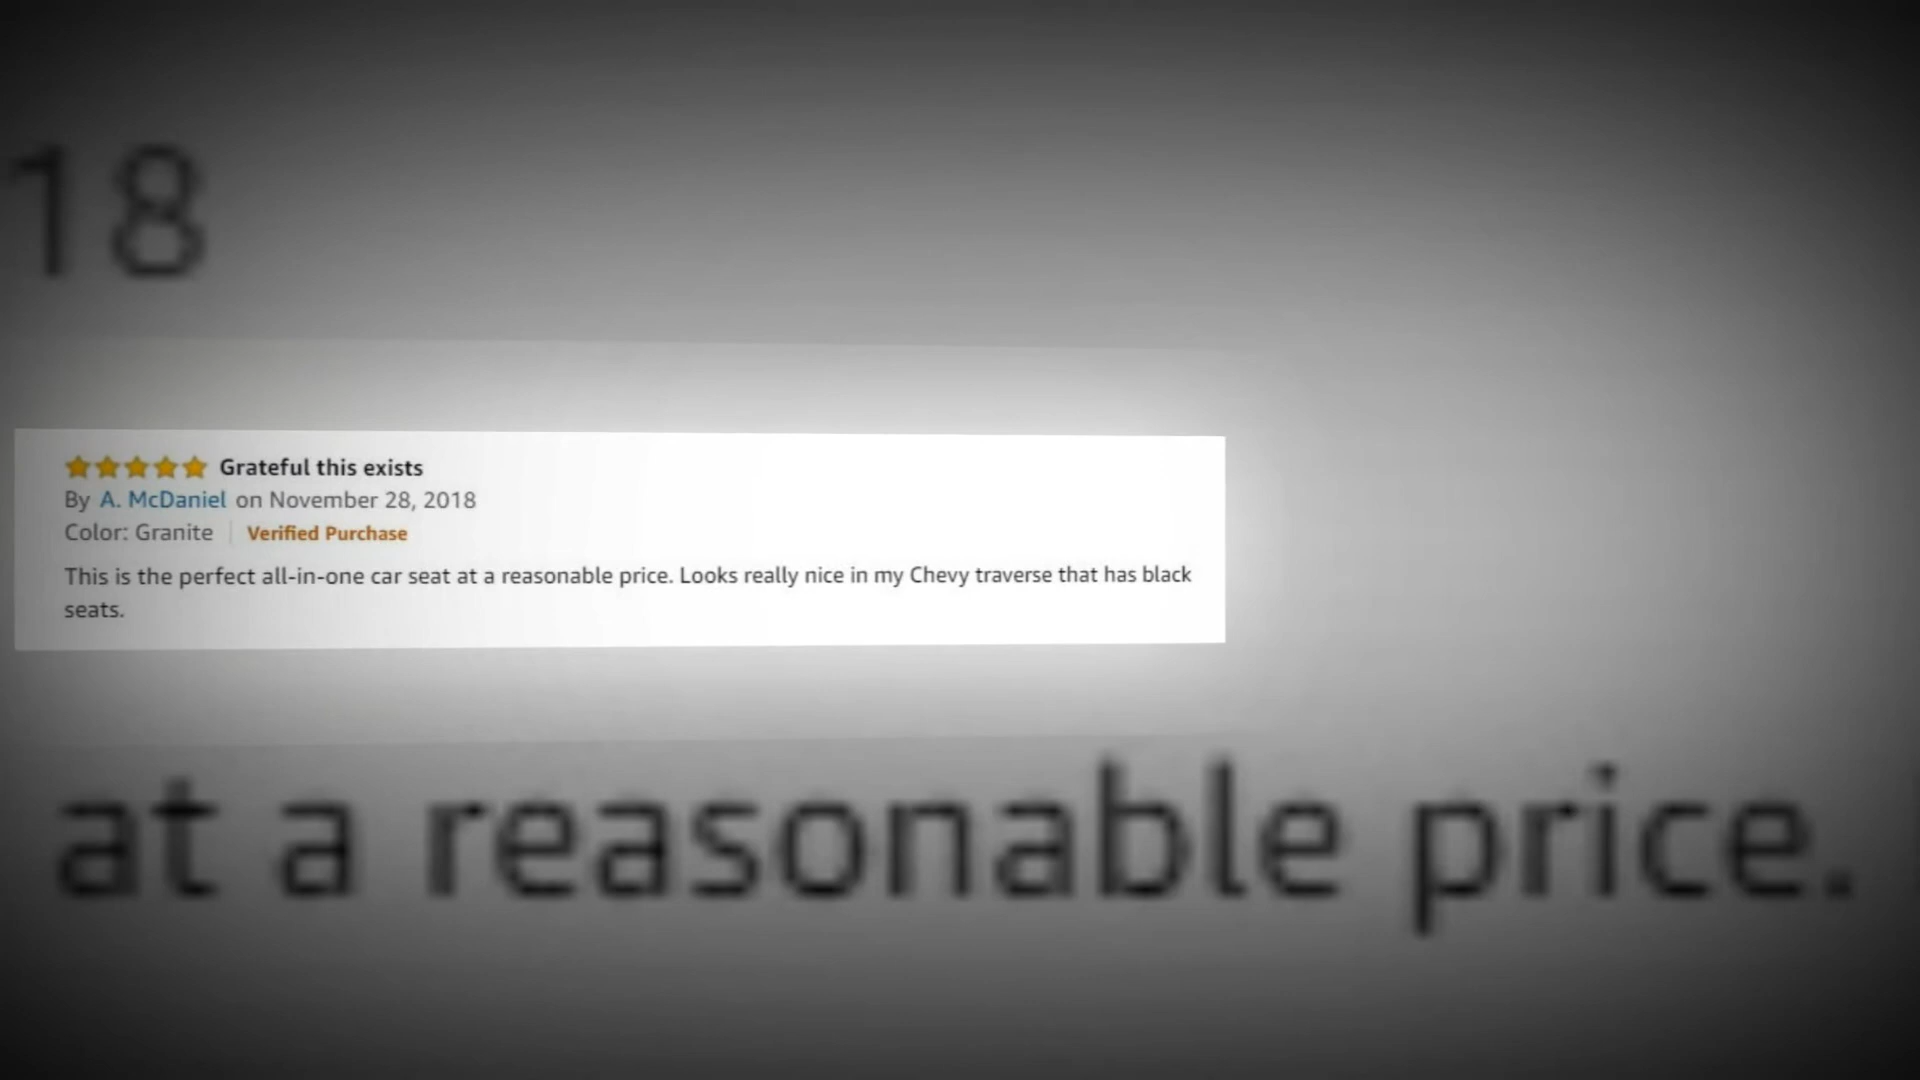 18
Grateful this exists
By A. McDaniel on November 28, 2018
Color: Granite | Verified Purchase
This is the perfect all-in-one car seat at a reasonable price. Looks really nice in my Chevy traverse that has black
seats.
at a reasonable price.